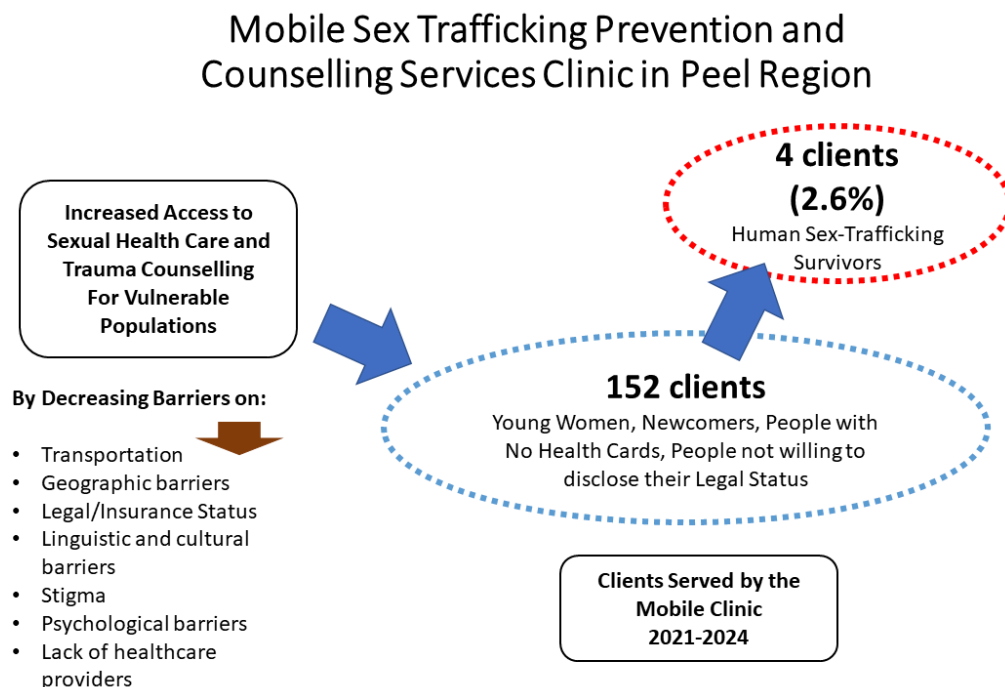 Mobile Sex Trafficking Prevention and
Counselling Services Clinic in Peel Region
Increased Access to
Sexual Health Care and
Trauma Counselling
For Vulnerable
Populations
By Decreasing Barriers on:
• Transportation
• Geographic barriers
• Legal/Insurance Status
• Linguistic and cultural
barriers
• Stigma
• Psychological barriers
• Lack of healthcare
providers
4 clients
(2.6%)
Human Sex-Trafficking
Survivors
152 clients
Young Women, Newcomers, People with
No Health Cards, People not willing to
disclose their Legal Status
Clients Served by the
Mobile Clinic
2021-2024